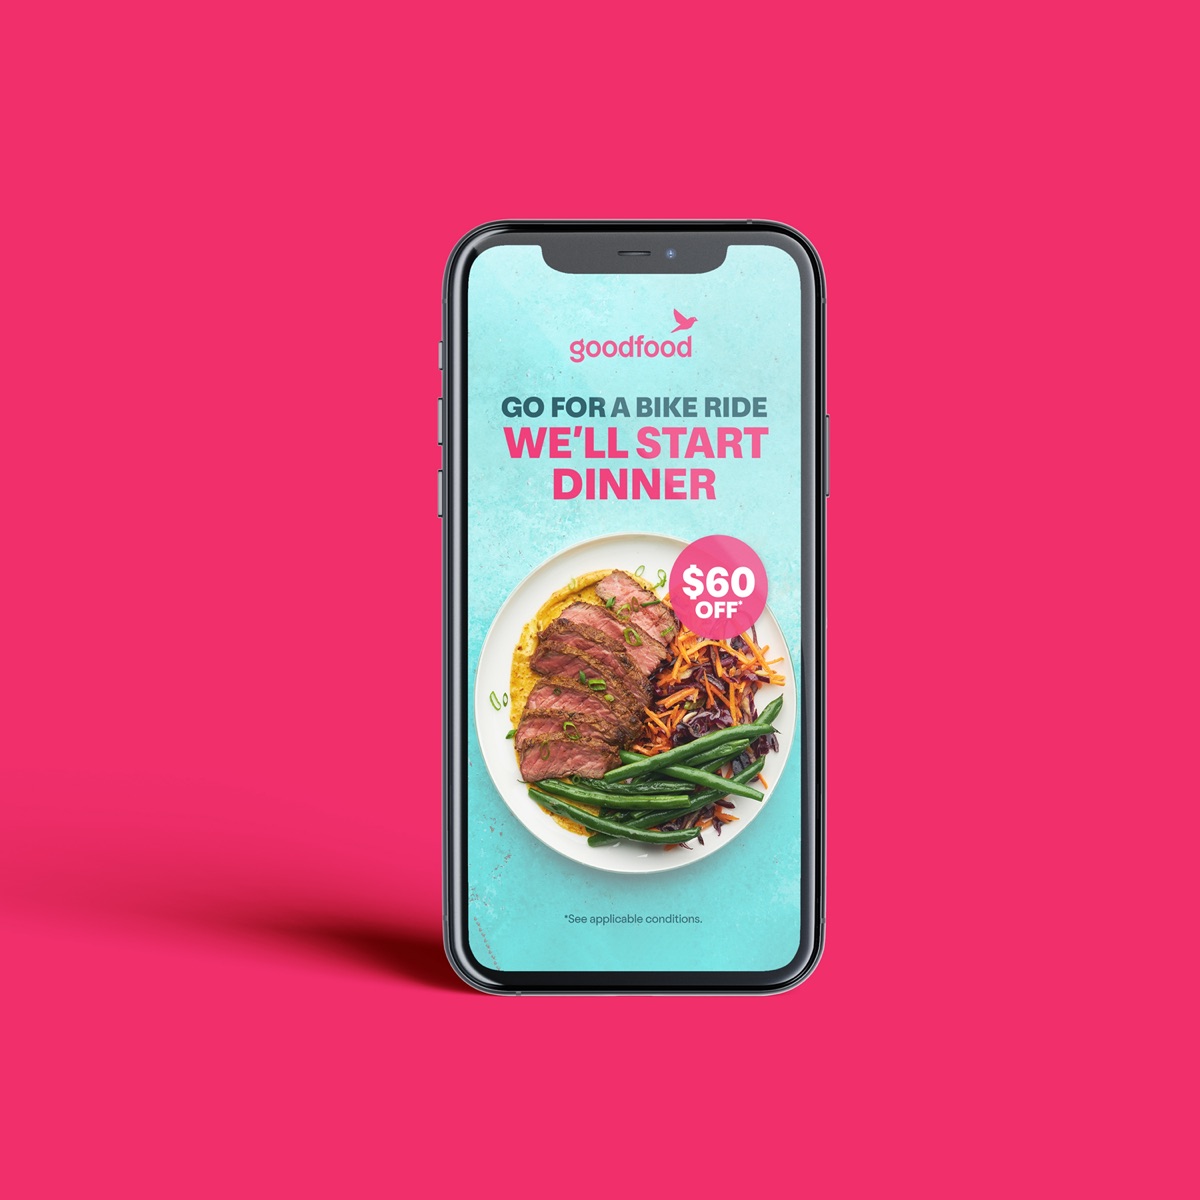 goodfood
GO FOR A BIKE RIDE
WE'LL START
DINNER
$60
OFF*
*See applicable conditions.